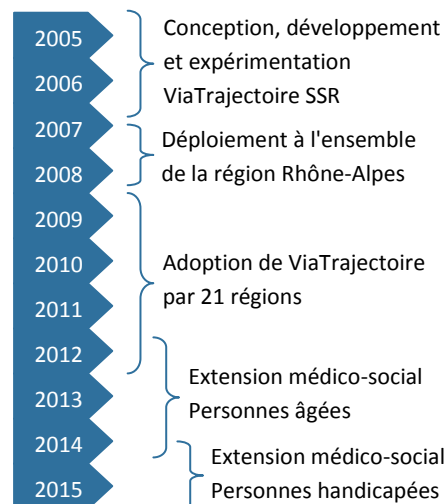 2005
2006
2007
2008
2009
2010
2011
2012
2013
2014
2015
Conception, développement
et expérimentation
ViaTrajectoire SSR
Déploiement à l'ensemble
de la région Rhône-Alpes
Adoption de ViaTrajectoire
par 21 régions
Extension médico-social
Personnes âgées
Extension médico-social
Personnes handicapées